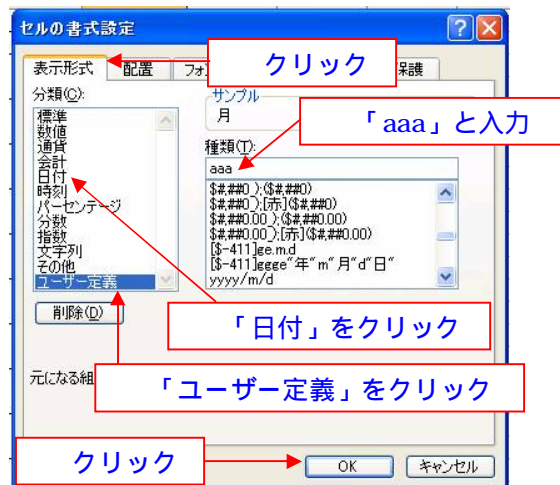 セルの書式設定
表示形式
配置
フォ
保護
クリック
分類(C):
標準
数値
通貨
会計
日付
時刻
パーセンテージ
分数
指数
文字列
その他
ユーザー定義
サンプル
月
「aaa」と入力
種類(T):
aaa
$#,##0_);($#,##0)
$#,##0_);[赤]($#,##0)
$#,##0.00_);($#,##0.00)
$#,##0.00_);[赤]($#,##0.00)
[$-411]ge.m.d
[$-411]ggge"年"m"月"d"日"
yyyy/m/d
削除(D)
「日付」をクリック
元になる組
「ユーザー定義」をクリック
クリック
OK
キャンセル